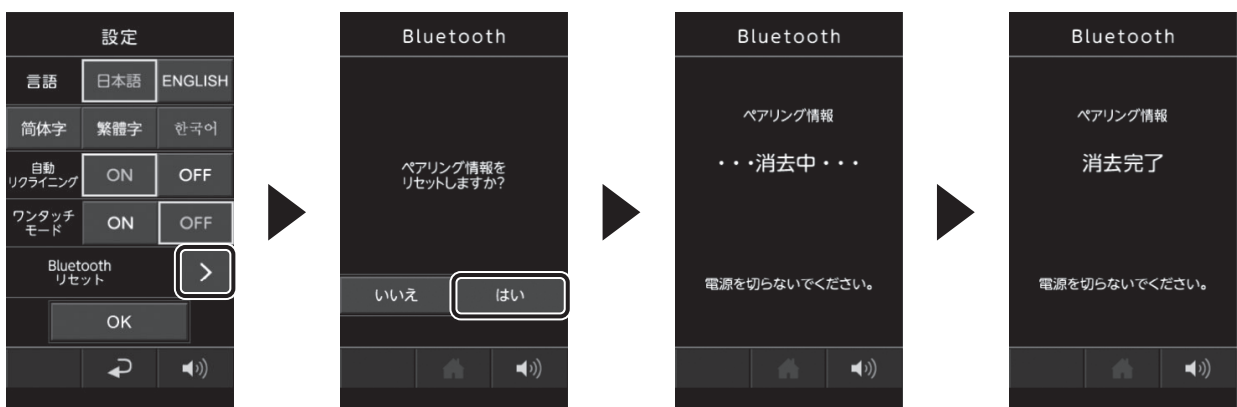 設定
言語 日本語 ENGLISH
简体字 繁體字 한국어
自動
リクライニング ON OFF
ワンタッチ
モード ON OFF
Bluetooth
リセット >
OK
Bluetooth
ペアリング情報を
リセットしますか?
いいえ はい
Bluetooth
ペアリング情報
・・・消去中・・・
電源を切らないでください。
Bluetooth
ペアリング情報
消去完了
電源を切らないでください。